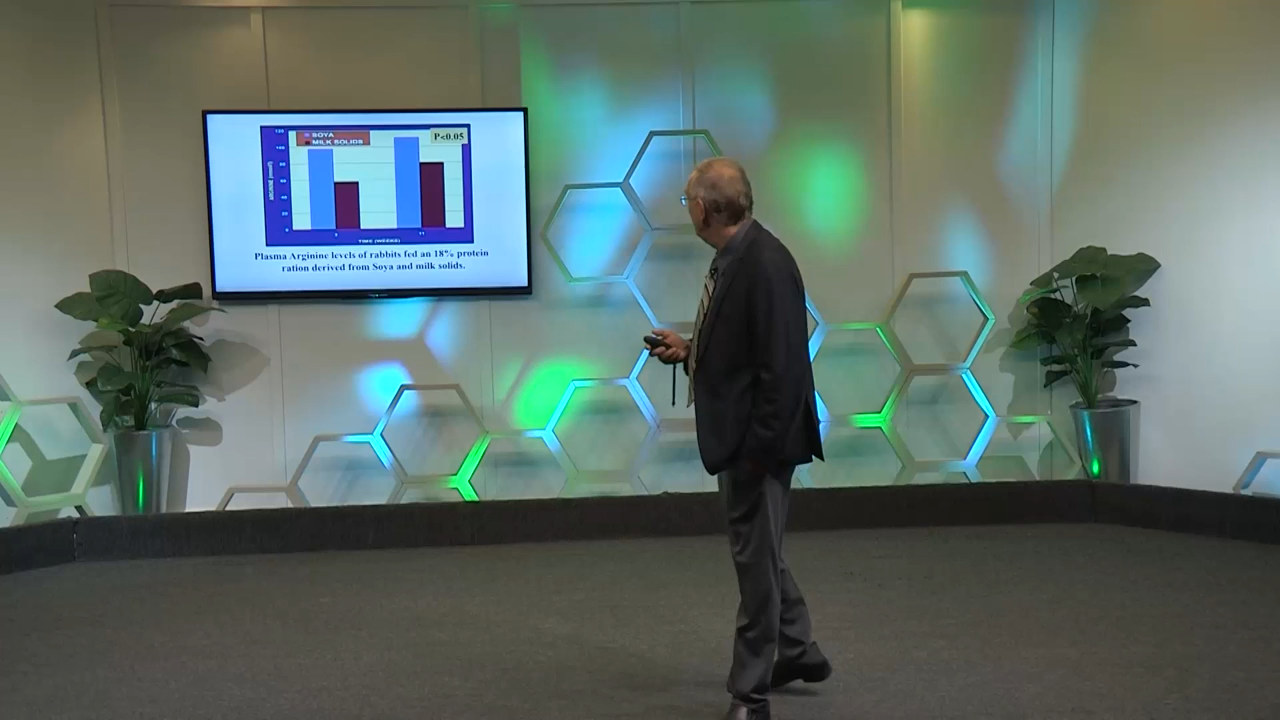 SOYA
MILK SOLIDS
P<0.05
120
TIME (WEEKS)
Plasma Arginine levels of rabbits fed an 18% protein
ration derived from Soya and milk solids.